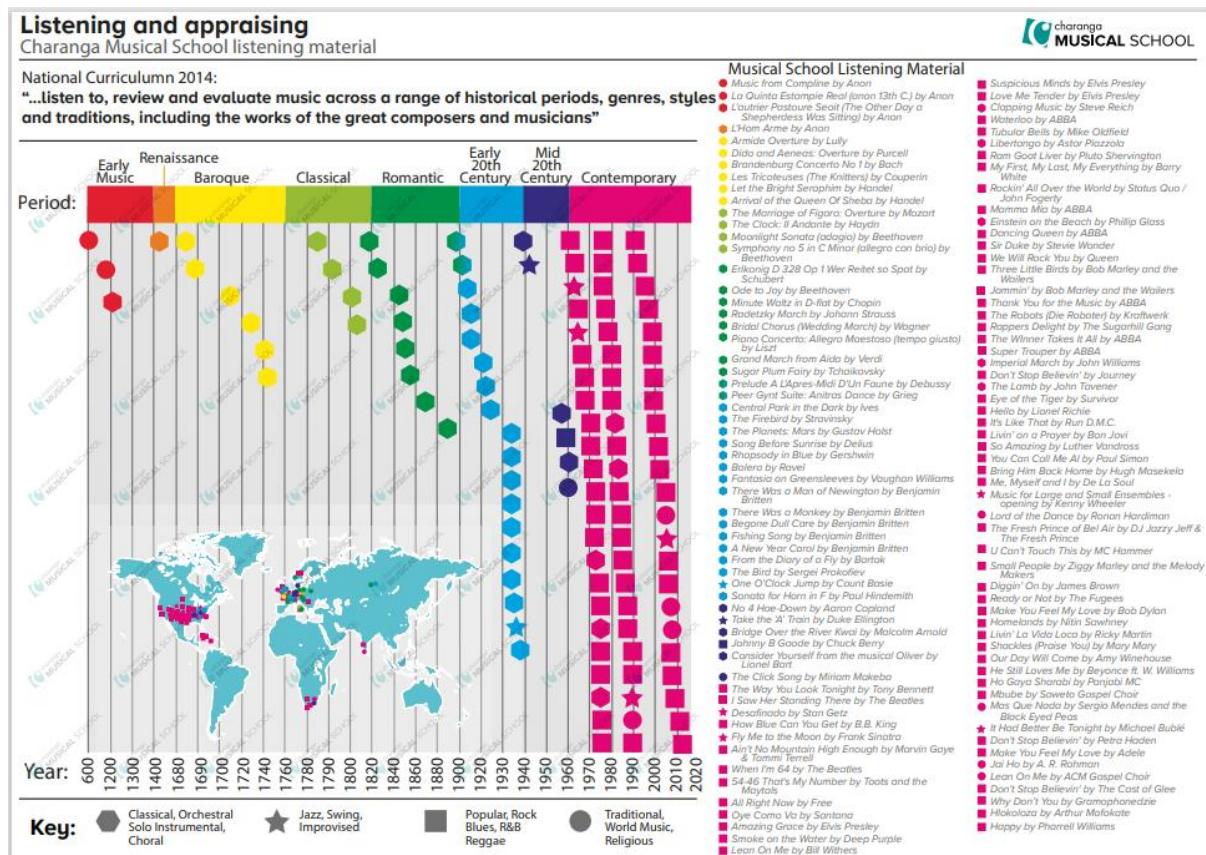 Listening and appraising
Charanga Musical School listening material
charanga
MUSICAL SCHOOL
National Curriculumn 2014:
“...listen to, review and evaluate music across a range of historical periods, genres, styles
and traditions, including the works of the great composers and musicians”
Early
Music
Renaissance
Baroque
Classical
Romantic
Early
20th
Century
Mid
20th
Century
Contemporary
Period:
Year:
600
1200
1300
1400
1680
1690
1700
1720
1740
1760
1780
1790
1800
1820
1840
1860
1880
1900
1920
1930
1940
1950
1960
1970
1980
1990
2000
2010
2020
Key:
Classical, Orchestral
Solo Instrumental,
Choral
Jazz, Swing,
Improvised
Popular, Rock
Blues, R&B
Reggae
Traditional,
World Music,
Religious
Musical School Listening Material
Music from Compline by Anon
La Quinta Estampie Real (anon 13th C.) by Anon
L'autrier Pastoure Seoit (The Other Day a
Shepherdess Was Sitting) by Anon
L'Hom Arme by Anon
Armide Overture by Lully
Dido and Aeneas: Overture by Purcell
Brandenburg Concerto No 1 by Bach
Les Tricoteuses (The Knitters) by Couperin
Let the Bright Seraphim by Handel
Arrival of the Queen Of Sheba by Handel
The Marriage of Figaro: Overture by Mozart
The Clock: II Andante by Haydn
Moonlight Sonata (adagio) by Beethoven
Symphony no 5 in C Minor (allegro con brio) by
Beethoven
Erlkonig D 328 Op 1 Wer Reitet so Spat by
Schubert
Ode to Joy by Beethoven
Minute Waltz in D-flat by Chopin
Radetzky March by Johann Strauss
Bridal Chorus (Wedding March) by Wagner
Piano Concerto: Allegro Maestoso (tempo giusto)
by Liszt
Grand March from Aida by Verdi
Sugar Plum Fairy by Tchaikovsky
Prelude A L'Apres-Midi D'Un Faune by Debussy
Peer Gynt Suite: Anitras Dance by Grieg
Central Park in the Dark by Ives
The Firebird by Stravinsky
The Planets: Mars by Gustav Holst
Song Before Sunrise by Delius
Rhapsody in Blue by Gershwin
Bolero by Ravel
Fantasia on Greensleeves by Vaughan Williams
There Was a Man of Newington by Benjamin
Britten
There Was a Monkey by Benjamin Britten
Begone Dull Care by Benjamin Britten
Fishing Song by Benjamin Britten
A New Year Carol by Benjamin Britten
From the Diary of a Fly by Bartok
The Bird by Sergei Prokofiev
One O'Clock Jump by Count Basie
Sonata for Horn in F by Paul Hindemith
No 4 Hoe-Down by Aaron Copland
Take the 'A' Train by Duke Ellington
Bridge Over the River Kwai by Malcolm Arnold
Johnny B Goode by Chuck Berry
Consider Yourself from the musical Oliver by
Lionel Bart
The Click Song by Miriam Makeba
The Way You Look Tonight by Tony Bennett
I Saw Her Standing There by The Beatles
Desafinado by Stan Getz
How Blue Can You Get by B.B. King
Fly Me to the Moon by Frank Sinatra
Ain't No Mountain High Enough by Marvin Gaye
& Tammi Terrell
When I'm 64 by The Beatles
54-46 That's My Number by Toots and the
Maytals
All Right Now by Free
Oye Como Va by Santana
Amazing Grace by Elvis Presley
Smoke on the Water by Deep Purple
Lean On Me by Bill Withers
Suspicious Minds by Elvis Presley
Love Me Tender by Elvis Presley
Clapping Music by Steve Reich
Waterloo by ABBA
Tubular Bells by Mike Oldfield
Libertango by Astor Piazzola
Ram Goat Liver by Pluto Shervington
My First, My Last, My Everything by Barry
White
Rockin' All Over the World by Status Quo /
John Fogerty
Mamma Mia by ABBA
Einstein on the Beach by Phillip Glass
Dancing Queen by ABBA
Sir Duke by Stevie Wonder
We Will Rock You by Queen
Three Little Birds by Bob Marley and the
Wailers
Jammin' by Bob Marley and the Wailers
Thank You for the Music by ABBA
The Robots (Die Roboter) by Kraftwerk
Rappers Delight by The Sugarhill Gang
The WInner Takes It All by ABBA
Super Trouper by ABBA
Imperial March by John Williams
Don't Stop Believin' by Journey
The Lamb by John Tavener
Eye of the Tiger by Survivor
Hello by Lionel Richie
It's Like That by Run D.M.C.
Livin' on a Prayer by Bon Jovi
So Amazing by Luther Vandross
You Can Call Me Al by Paul Simon
Bring Him Back Home by Hugh Masekela
Me, Myself and I by De La Soul
Music for Large and Small Ensembles -
opening by Kenny Wheeler
Lord of the Dance by Ronan Hardiman
The Fresh Prince of Bel Air by DJ Jazzy Jeff &
The Fresh Prince
U Can't Touch This by MC Hammer
Small People by Ziggy Marley and the Melody
Makers
Diggin' On by James Brown
Ready or Not by The Fugees
Make You Feel My Love by Bob Dylan
Homelands by Nitin Sawhney
Livin' La Vida Loca by Ricky Martin
Shackles (Praise You) by Mary Mary
Our Day Will Come by Amy Winehouse
He Still Loves Me by Beyonce ft. W. Williams
Ho Gaya Sharabi by Panjabi MC
Mbube by Soweto Gospel Choir
Mas Que Nada by Sergio Mendes and the
Black Eyed Peas
It Had Better Be Tonight by Michael Bublé
Don't Stop Believin' by Petra Haden
Make You Feel My Love by Adele
Jai Ho by A. R. Rahman
Lean On Me by ACM Gospel Choir
Don't Stop Believin' by The Cast of Glee
Why Don't You by Gramophonedzie
Hlokoloza by Arthur Mafokate
Happy by Pharrell Williams